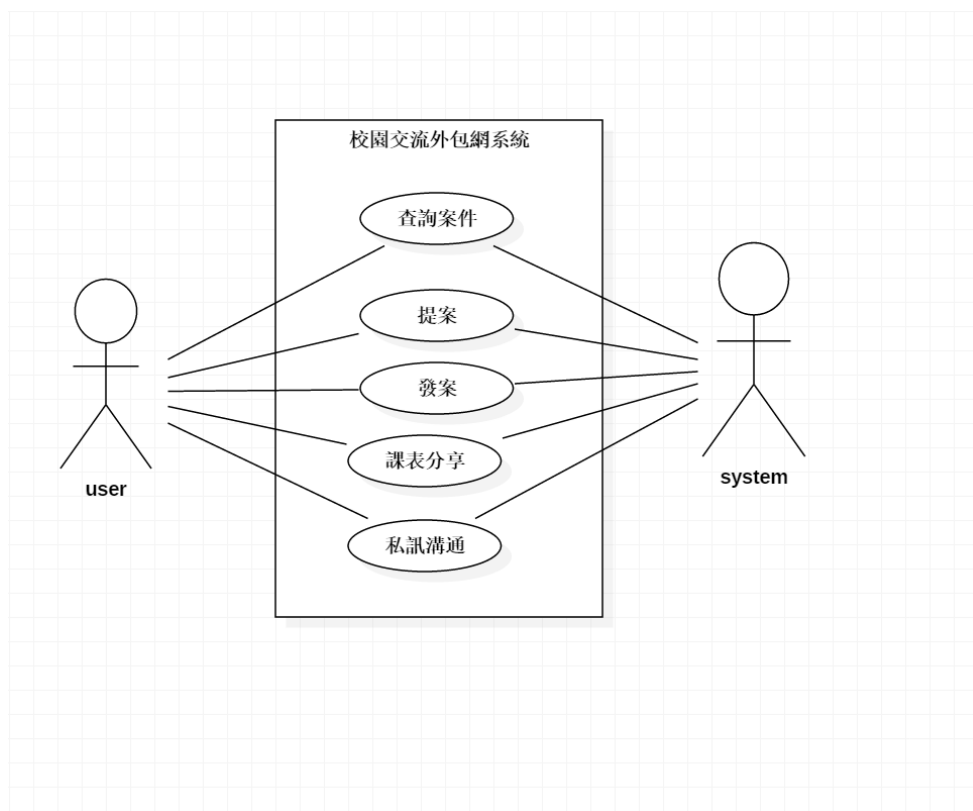 校園交流外包網系統
查詢案件
提案
發案
課表分享
私訊溝通
user
system